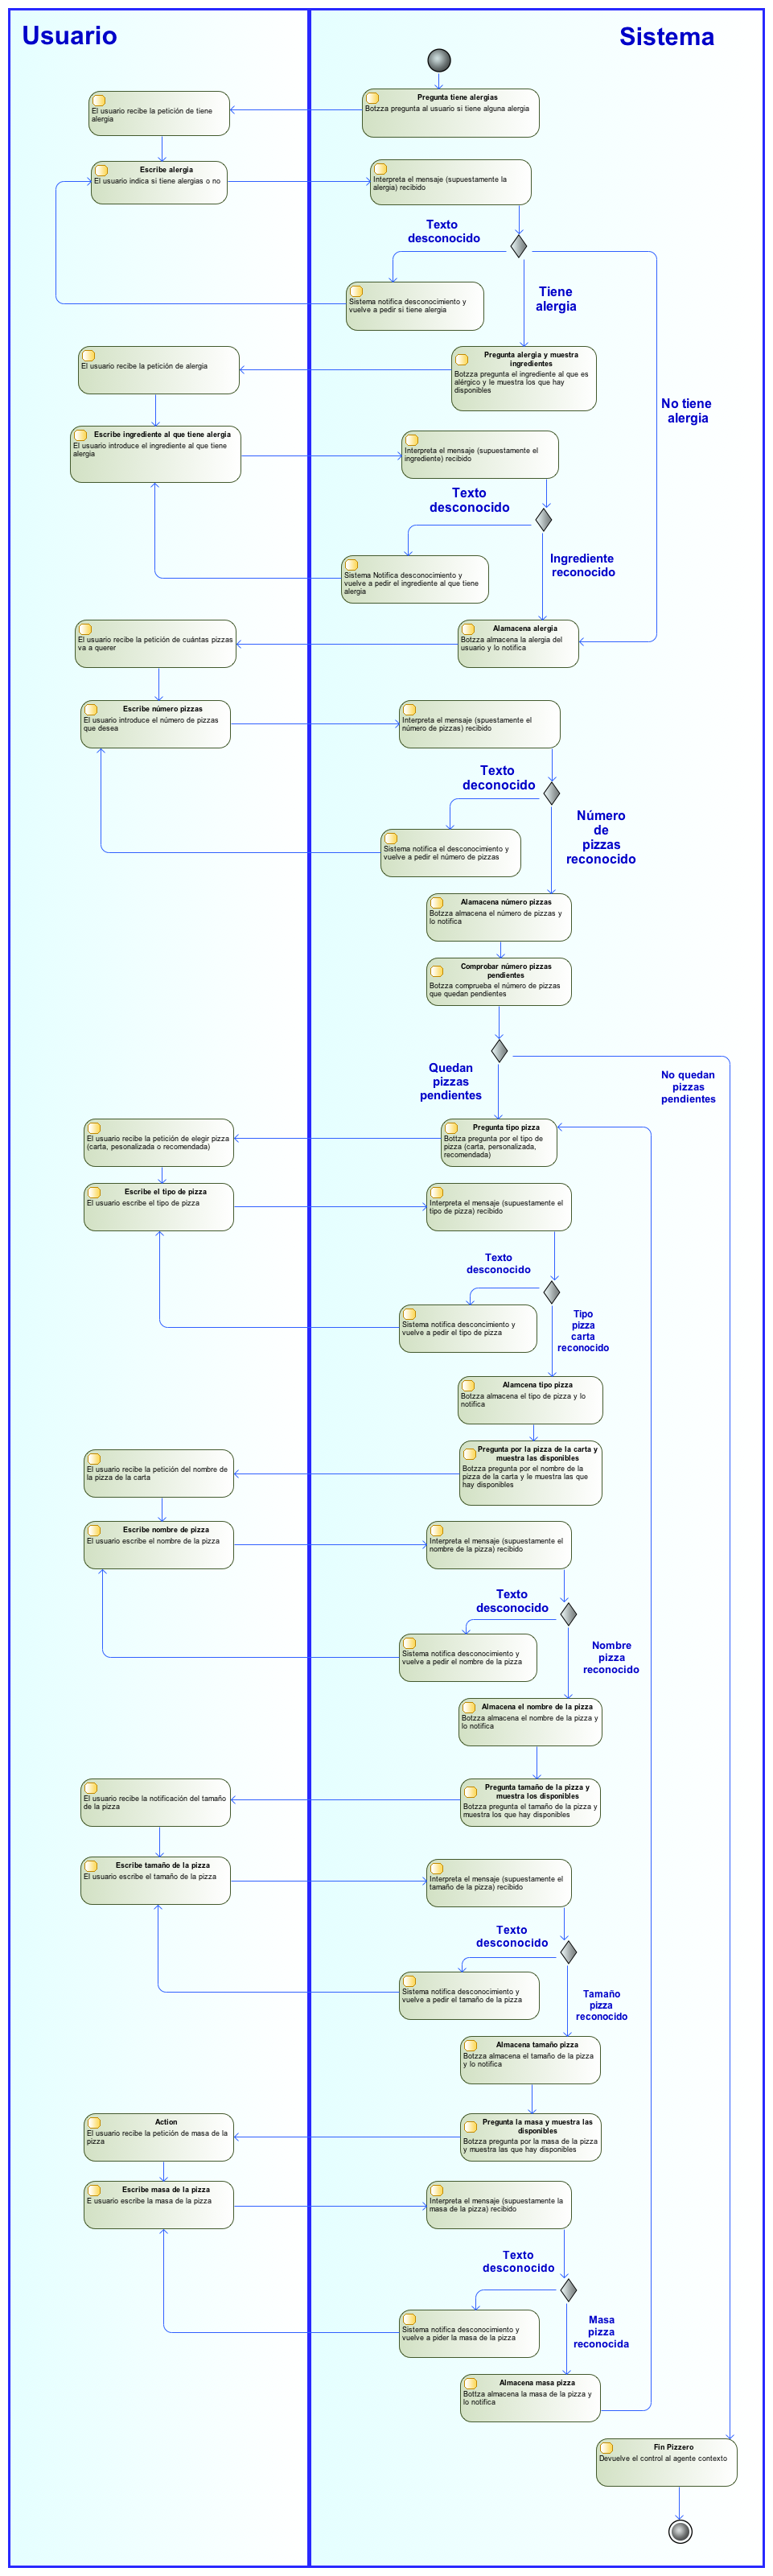 Usuario
Sistema
Pregunta tiene alergias
Botzza pregunta al usuario si tiene alguna alergia
El usuario recibe la petición de tiene
alergia
Escribe alergia
El usuario indica si tiene alergias o no
Interpreta el mensaje (supuestamente la
alergia) recibido
Texto
desconocido
Sistema notifica desconocimiento y
vuelve a pedir si tiene alergia
Tiene
alergia
No tiene
alergia
Pregunta alergia y muestra
ingredientes
Botzza pregunta el ingrediente al que es
alérgico y le muestra los que hay
disponibles
El usuario recibe la petición de alergia
Escribe ingrediente al que tiene alergia
El usuario introduce el ingrediente al que tiene
alergia
Interpreta el mensaje (supuestamente el
ingrediente) recibido
Texto
desconocido
Sistema Notifica desconocimiento y
vuelve a pedir el ingrediente al que tiene
alergia
Ingrediente
reconocido
Alamacena alergia
Botzza almacena la alergia del
usuario y lo notifica
El usuario recibe la petición de cuántas pizzas
va a querer
Escribe número pizzas
El usuario introduce el número de pizzas
que desea
Interpreta el mensaje (spuestamente el
número de pizzas) recibido
Texto
deconocido
Sistema notifica el desconocimiento y
vuelve a pedir el número de pizzas
Número
de
pizzas
reconocido
Alamacena número pizzas
Botzza almacena el número de pizzas y
lo notifica
Comprobar número pizzas
pendientes
Botzza comprueba el número de pizzas
que quedan pendientes
Quedan
pizzas
pendientes
No quedan
pizzas
pendientes
Pregunta tipo pizza
Bottza pregunta por el tipo de
pizza (carta, personalizada,
recomendada)
El usuario recibe la petición de elegir pizza
(carta, pesonalizada o recomendada)
Escribe el tipo de pizza
El usuario escribe el tipo de pizza
Interpreta el mensaje (supuestamente el
tipo de pizza) recibido
Texto
desconocido
Sistema notifica desconcimiento y
vuelve a pedir el tipo de pizza
Tipo
pizza
carta
reconocido
Alamcena tipo pizza
Botzza almacena el tipo de pizza y lo
notifica
Pregunta por la pizza de la carta y
muestra las disponibles
Botzza pregunta por el nombre de la
pizza de la carta y le muestra las que
hay disponibles
El usuario recibe la petición del nombre de
la pizza de la carta
Escribe nombre de pizza
El usuario escribe el nombre de la pizza
Interpreta el mensaje (supuestamente el
nombre de la pizza) recibido
Texto
desconocido
Sistema notifica desconocimiento y
vuelve a pedir el nombre de la pizza
Nombre
pizza
reconocido
Almacena el nombre de la pizza
Botzza almacena el nombre de la pizza y
lo notifica
Pregunta tamaño de la pizza y
muestra los disponibles
Botzza pregunta el tamaño de la pizza y
muestra los que hay disponibles
El usuario recibe la notificación del tamaño
de la pizza
Escribe tamaño de la pizza
El usuario escribe el tamaño de la pizza
Interpreta el mensaje (supuestamente el
tamaño de la pizza) recibido
Texto
desconocido
Sistema notifica desconocimiento y
vuelve a pedir el tamaño de la pizza
Tamaño
pizza
reconocido
Almacena tamaño pizza
Botzza almacena el tamaño de la pizza
y lo notifica
Pregunta la masa y muestra las
disponibles
Botzza pregunta por la masa de la pizza
y muestra las que hay disponibles
Action
El usuario recibe la petición de masa de la
pizza
Escribe masa de la pizza
E usuario escribe la masa de la pizza
Interpreta el mensaje (supuestamente la
masa de la pizza) recibido
Texto
desconocido
Sistema notifica desconocimiento y
vuelve a pider la masa de la pizza
Masa
pizza
reconocida
Almacena masa pizza
Bottza almacena la masa de la pizza y
lo notifica
Fin Pizzero
Devuelve el control al agente contexto